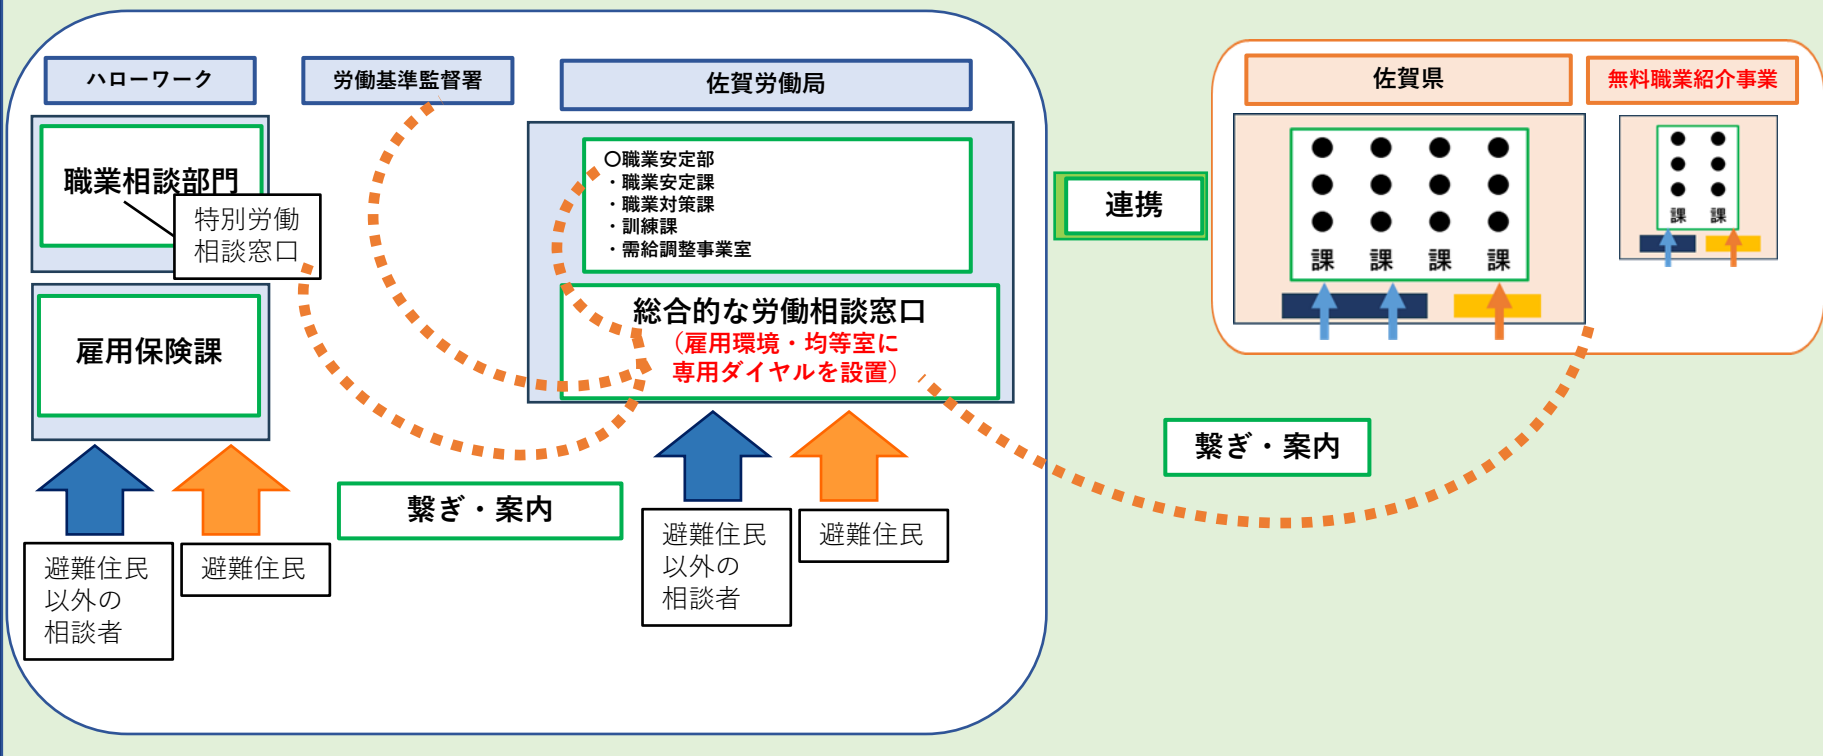 ハローワーク
労働基準監督署
佐賀労働局
職業相談部門
特別労働
相談窓口
雇用保険課
〇職業安定部
・職業安定課
・職業対策課
・訓練課
・需給調整事業室
総合的な労働相談窓口
（雇用環境・均等室に
専用ダイヤルを設置）
避難住民
以外の
相談者
避難住民
繋ぎ・案内
避難住民
以外の
相談者
避難住民
連携
佐賀県
●●●●
●●●●
●●●●
課 課 課 課
無料職業紹介事業
●●
●●
●●
課 課
繋ぎ・案内